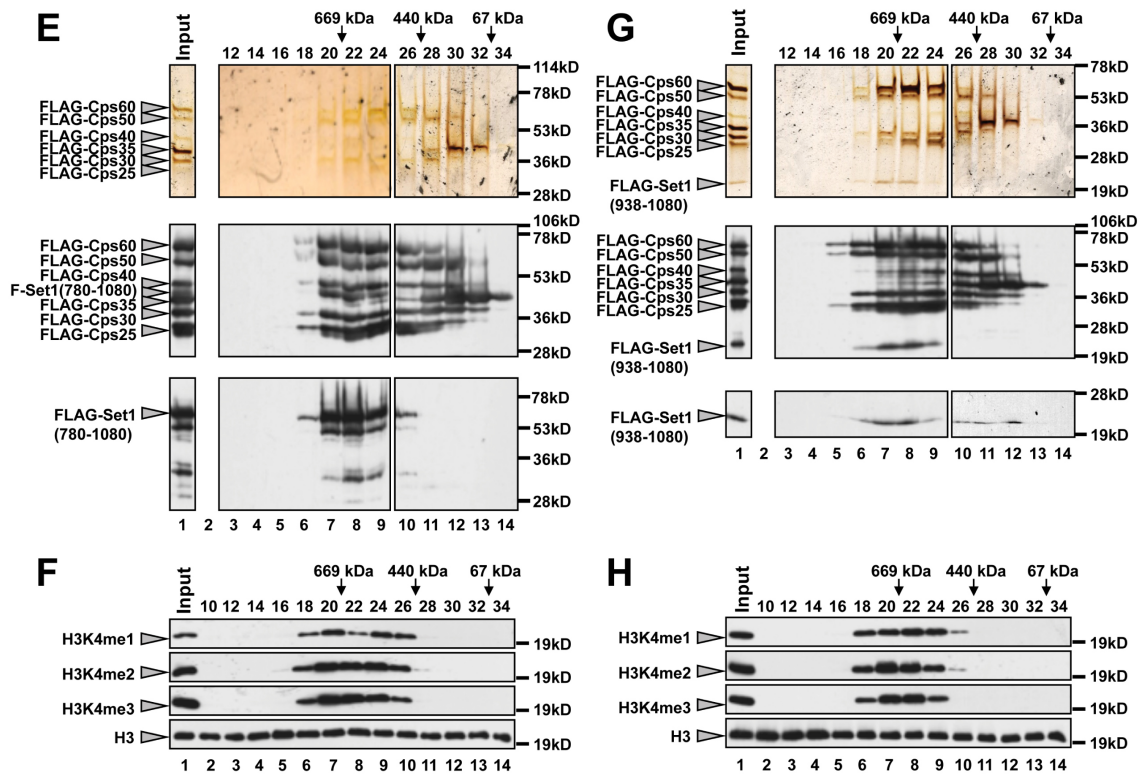 E
Input
669 kDa 440 kDa 67 kDa
12 14 16 18 20 22 24 26 28 30 32 34
FLAG-Cps60
FLAG-Cps50
FLAG-Cps40
FLAG-Cps35
FLAG-Cps30
FLAG-Cps25
114kD
78kD
53kD
36kD
28kD
FLAG-Cps60
FLAG-Cps50
FLAG-Cps40
F-Set1(780-1080)
FLAG-Cps35
FLAG-Cps30
FLAG-Cps25
106kD
78kD
53kD
36kD
28kD
FLAG-Set1
(780-1080)
78kD
53kD
36kD
28kD
1 2 3 4 5 6 7 8 9 10 11 12 13 14
G
Input
669 kDa 440 kDa 67 kDa
12 14 16 18 20 22 24 26 28 30 32 34
FLAG-Cps60
FLAG-Cps50
FLAG-Cps40
FLAG-Cps35
FLAG-Cps30
FLAG-Cps25
FLAG-Set1
(938-1080)
78kD
53kD
36kD
28kD
19kD
FLAG-Cps60
FLAG-Cps50
FLAG-Cps40
FLAG-Cps35
FLAG-Cps30
FLAG-Cps25
FLAG-Set1
(938-1080)
106kD
78kD
53kD
36kD
28kD
19kD
FLAG-Set1
(938-1080)
28kD
19kD
1 2 3 4 5 6 7 8 9 10 11 12 13 14
F
Input
669 kDa 440 kDa 67 kDa
10 12 14 16 18 20 22 24 26 28 30 32 34
H3K4me1
19kD
H3K4me2
19kD
H3K4me3
19kD
H3
19kD
1 2 3 4 5 6 7 8 9 10 11 12 13 14
H
Input
669 kDa 440 kDa 67 kDa
10 12 14 16 18 20 22 24 26 28 30 32 34
H3K4me1
19kD
H3K4me2
19kD
H3K4me3
19kD
H3
19kD
1 2 3 4 5 6 7 8 9 10 11 12 13 14